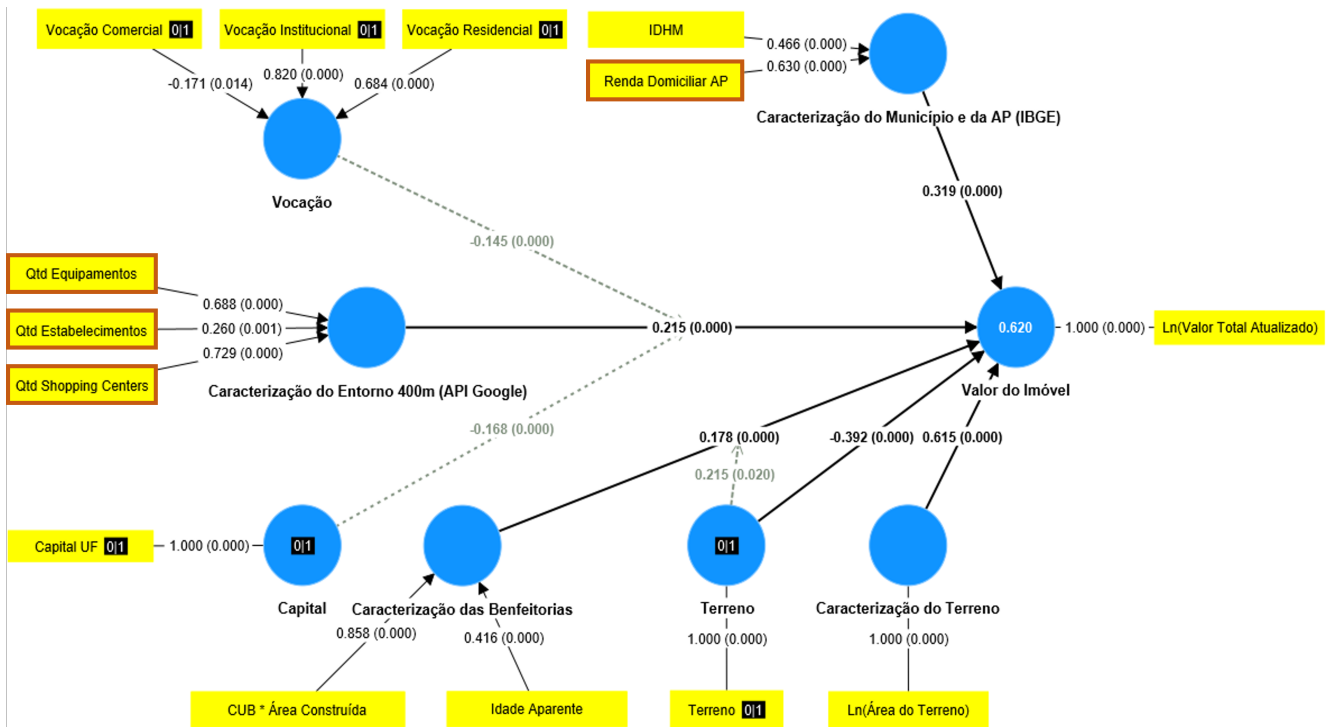 Vocação Comercial 0|1
Vocação Institucional 0|1
Vocação Residencial 0|1
-0.171 (0.014)
0.820 (0.000)
0.684 (0.000)
Vocação
IDHM
Renda Domiciliar AP
0.466 (0.000)
0.630 (0.000)
Caracterização do Município e da AP (IBGE)
0.319 (0.000)
-0.145 (0.000)
Qtd Equipamentos
Qtd Estabelecimentos
Qtd Shopping Centers
0.688 (0.000)
0.260 (0.001)
0.729 (0.000)
Caracterização do Entorno 400m (API Google)
0.215 (0.000)
0.620
1.000 (0.000)
Ln(Valor Total Atualizado)
Valor do Imóvel
-0.168 (0.000)
0.178 (0.000)
-0.392 (0.000)
0.615 (0.000)
0.215 (0.020)
Capital UF 0|1
1.000 (0.000)
0|1
0|1
Capital
Caracterização das Benfeitorias
Terreno
Caracterização do Terreno
0.858 (0.000)
0.416 (0.000)
1.000 (0.000)
1.000 (0.000)
CUB * Área Construída
Idade Aparente
Terreno 0|1
Ln(Área do Terreno)